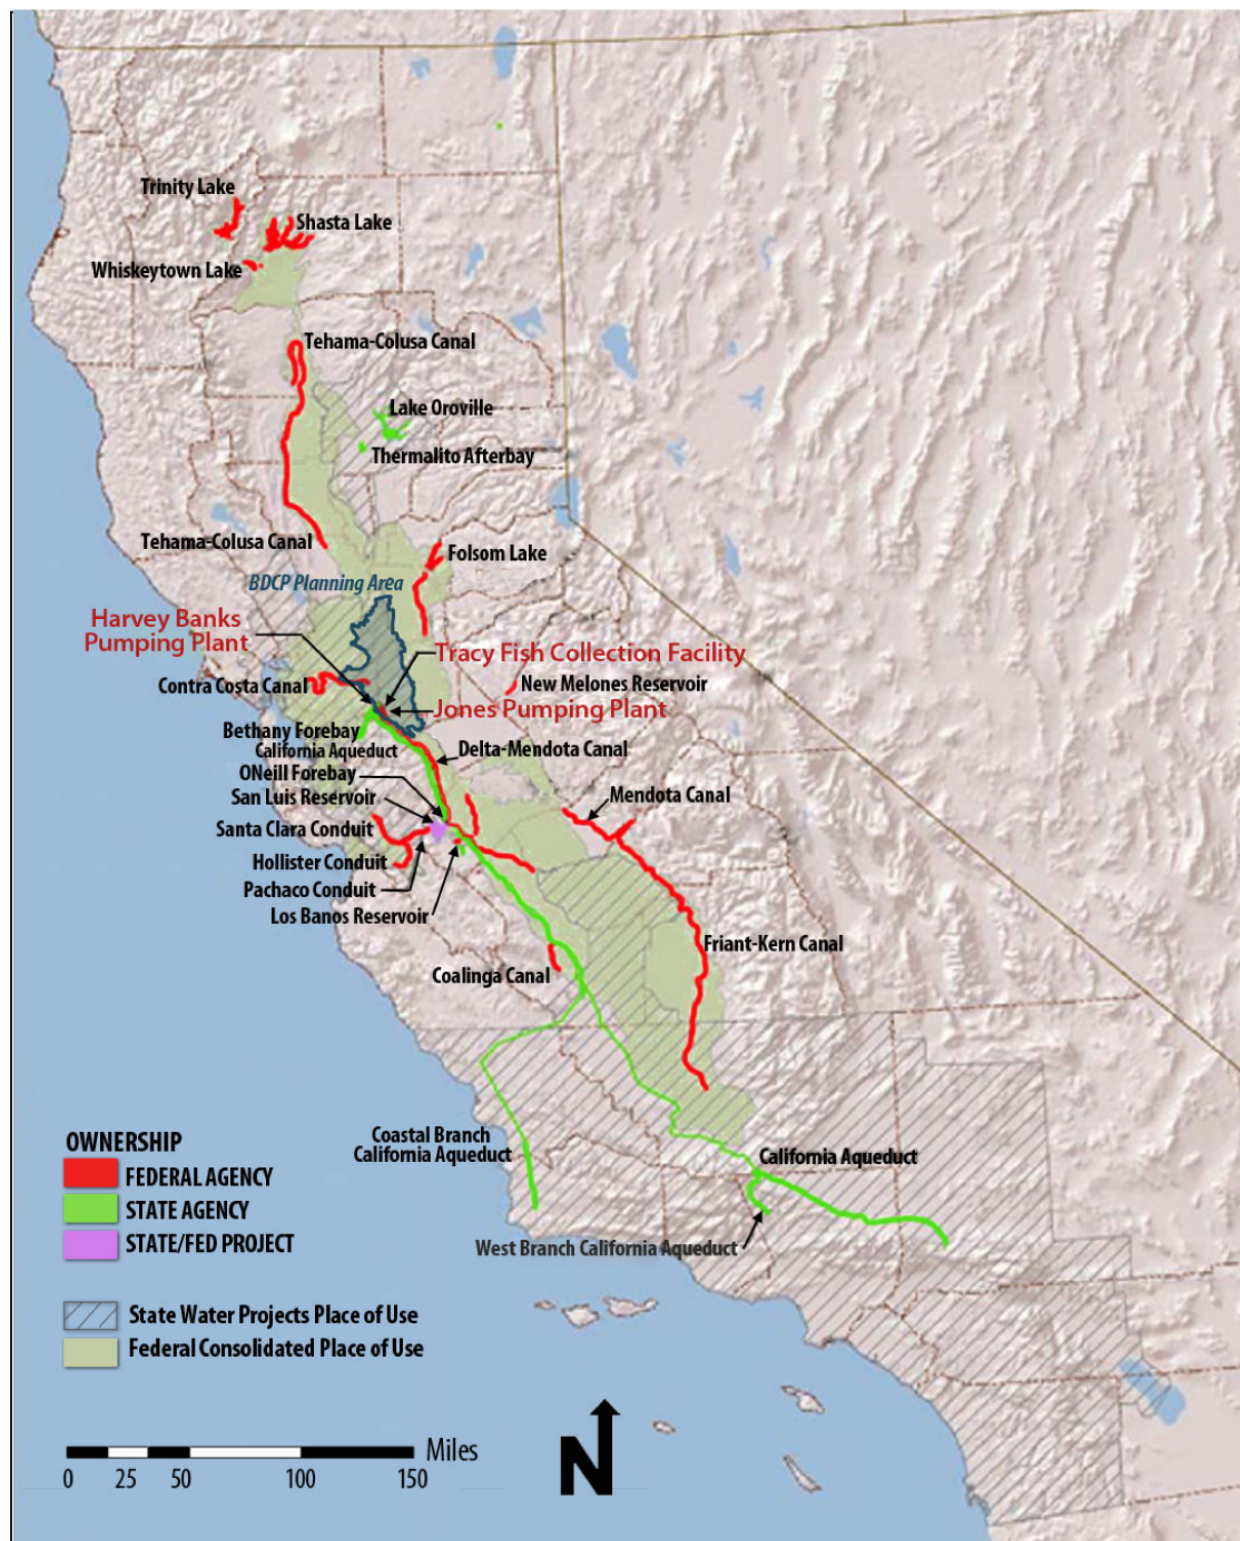 Trinity Lake
Shasta Lake
Whiskeytown Lake
Tehama-Colusa Canal
Lake Oroville
Thermalito Afterbay
Tehama-Colusa Canal
Folsom Lake
BDCP Planning Area
Harvey Banks
Pumping Plant
Tracy Fish Collection Facility
Contra Costa Canal
New Melones Reservoir
Jones Pumping Plant
Bethany Forebay
California Aqueduct
Delta-Mendota Canal
ONeill Forebay
San Luis Reservoir
Mendota Canal
Santa Clara Conduit
Hollister Conduit
Pachaco Conduit
Los Banos Reservoir
Friant-Kern Canal
Coalinga Canal
Coastal Branch
California Aqueduct
California Aqueduct
West Branch California Aqueduct
OWNERSHIP
FEDERAL AGENCY
STATE AGENCY
STATE/FED PROJECT
State Water Projects Place of Use
Federal Consolidated Place of Use
Miles
0 25 50 100 150
N